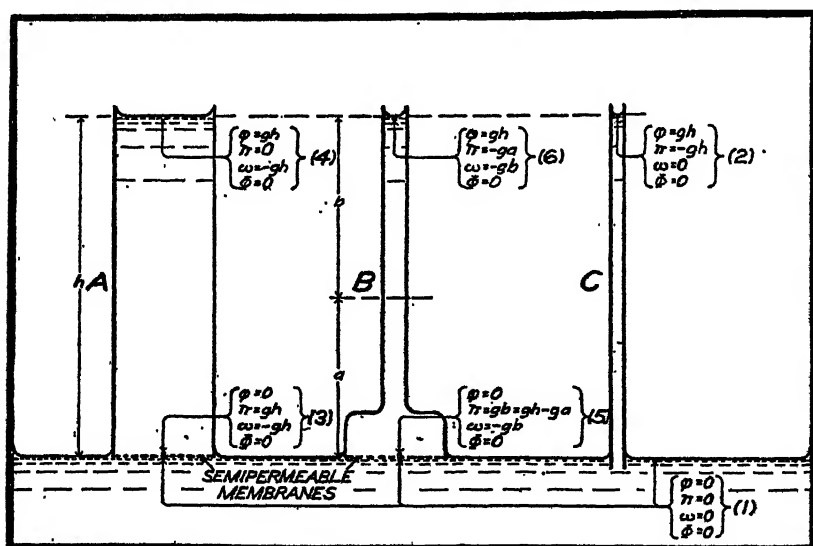 φ=gh
π=0
ω=-gh
Φ=0
(4)
φ=gh
π=-ga
ω=-gb
Φ=0
(6)
φ=gh
π=-gh
ω=0
Φ=0
(2)
b
h A
B
C
a
φ=0
π=gh
ω=-gh
Φ=0
(3)
φ=0
π=gb=gh-ga
ω=-gb
Φ=0
(5)
SEMIPERMEABLE
MEMBRANES
φ=0
π=0
ω=0
Φ=0
(1)